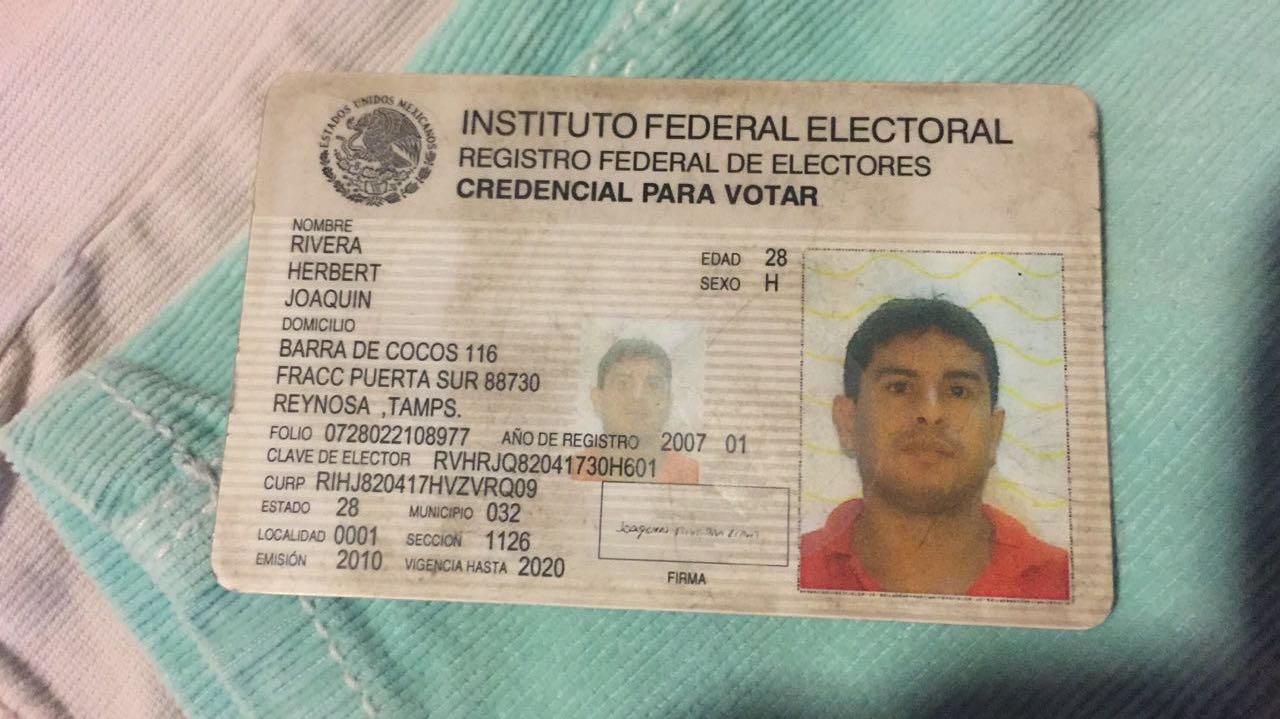 ESTADOS UNIDOS MEXICANOS
INSTITUTO FEDERAL ELECTORAL
REGISTRO FEDERAL DE ELECTORES
CREDENCIAL PARA VOTAR
NOMBRE
RIVERA
HERBERT
JOAQUIN
EDAD 28
SEXO H
DOMICILIO
BARRA DE COCOS 116
FRACC PUERTA SUR 88730
REYNOSA ,TAMPS.
FOLIO 0728022108977 AÑO DE REGISTRO 2007 01
CLAVE DE ELECTOR RVHRJQ82041730H601
CURP RIHJ820417HVZVRQ09
ESTADO 28 MUNICIPIO 032
LOCALIDAD 0001 SECCION 1126
EMISIÓN 2010 VIGENCIA HASTA 2020
FIRMA